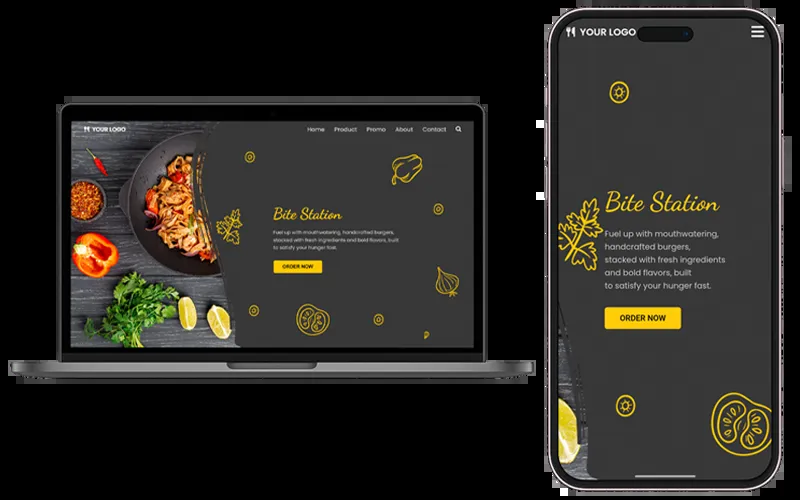 YOUR LOGO
Home Product Promo About Contact
Bite Station
Fuel up with mouthwatering, handcrafted burgers,
stacked with fresh ingredients and bold flavors, built
to satisfy your hunger fast.
ORDER NOW
YOUR LOGO
Bite Station
Fuel up with mouthwatering,
handcrafted burgers,
stacked with fresh ingredients
and bold flavors, built
to satisfy your hunger fast.
ORDER NOW